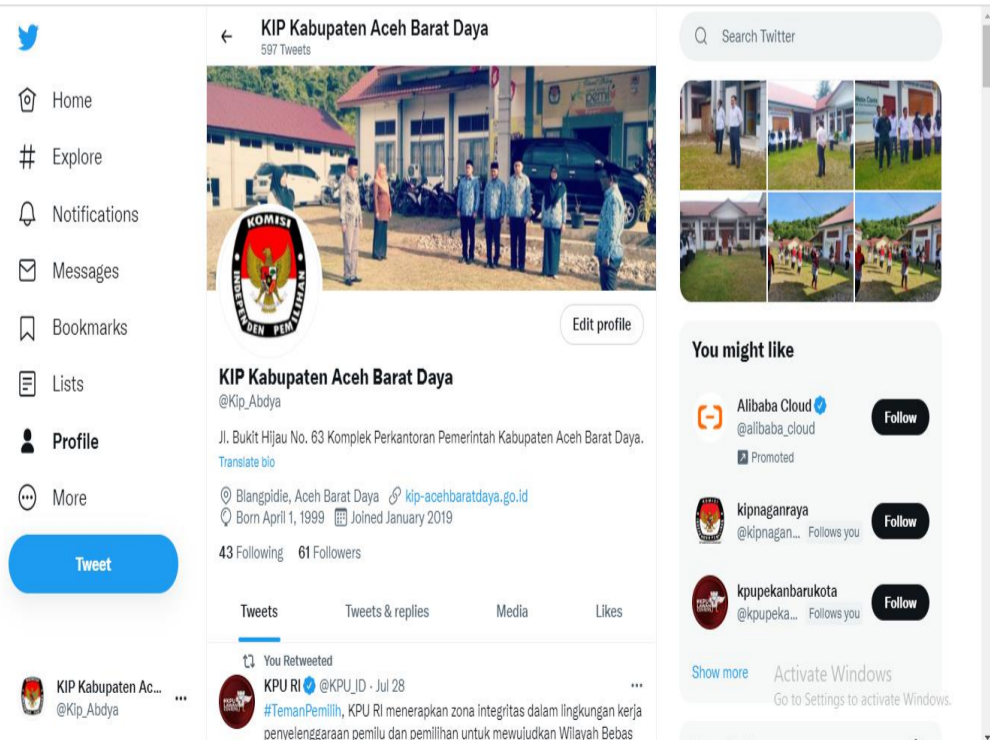 Home
Explore
Notifications
Messages
Bookmarks
Lists
Profile
More
Tweet
KIP Kabupaten Ac...
@Kip_Abdya
KIP Kabupaten Aceh Barat Daya
597 Tweets
pemilu
KOMISI
INDEPENDEN PEMILIHAN
Edit profile
KIP Kabupaten Aceh Barat Daya
@Kip_Abdya
Jl. Bukit Hijau No. 63 Komplek Perkantoran Pemerintah Kabupaten Aceh Barat Daya.
Translate bio
Blangpidie, Aceh Barat Daya kip-acehbaratdaya.go.id
Born April 1, 1999 Joined January 2019
43 Following 61 Followers
Tweets Tweets & replies Media Likes
You Retweeted
KPU RI @KPU_ID · Jul 28
#TemanPemilih, KPU RI menerapkan zona integritas dalam lingkungan kerja
penyelenggaraan pemilu dan pemilihan untuk mewujudkan Wilayah Bebas
Search Twitter
You might like
Alibaba Cloud
@alibaba_cloud
Promoted
Follow
kipnaganraya
@kipnagan... Follows you
Follow
kpupekanbarukota
@kpupeka... Follows you
Follow
Show more
Activate Windows
Go to Settings to activate Windows.